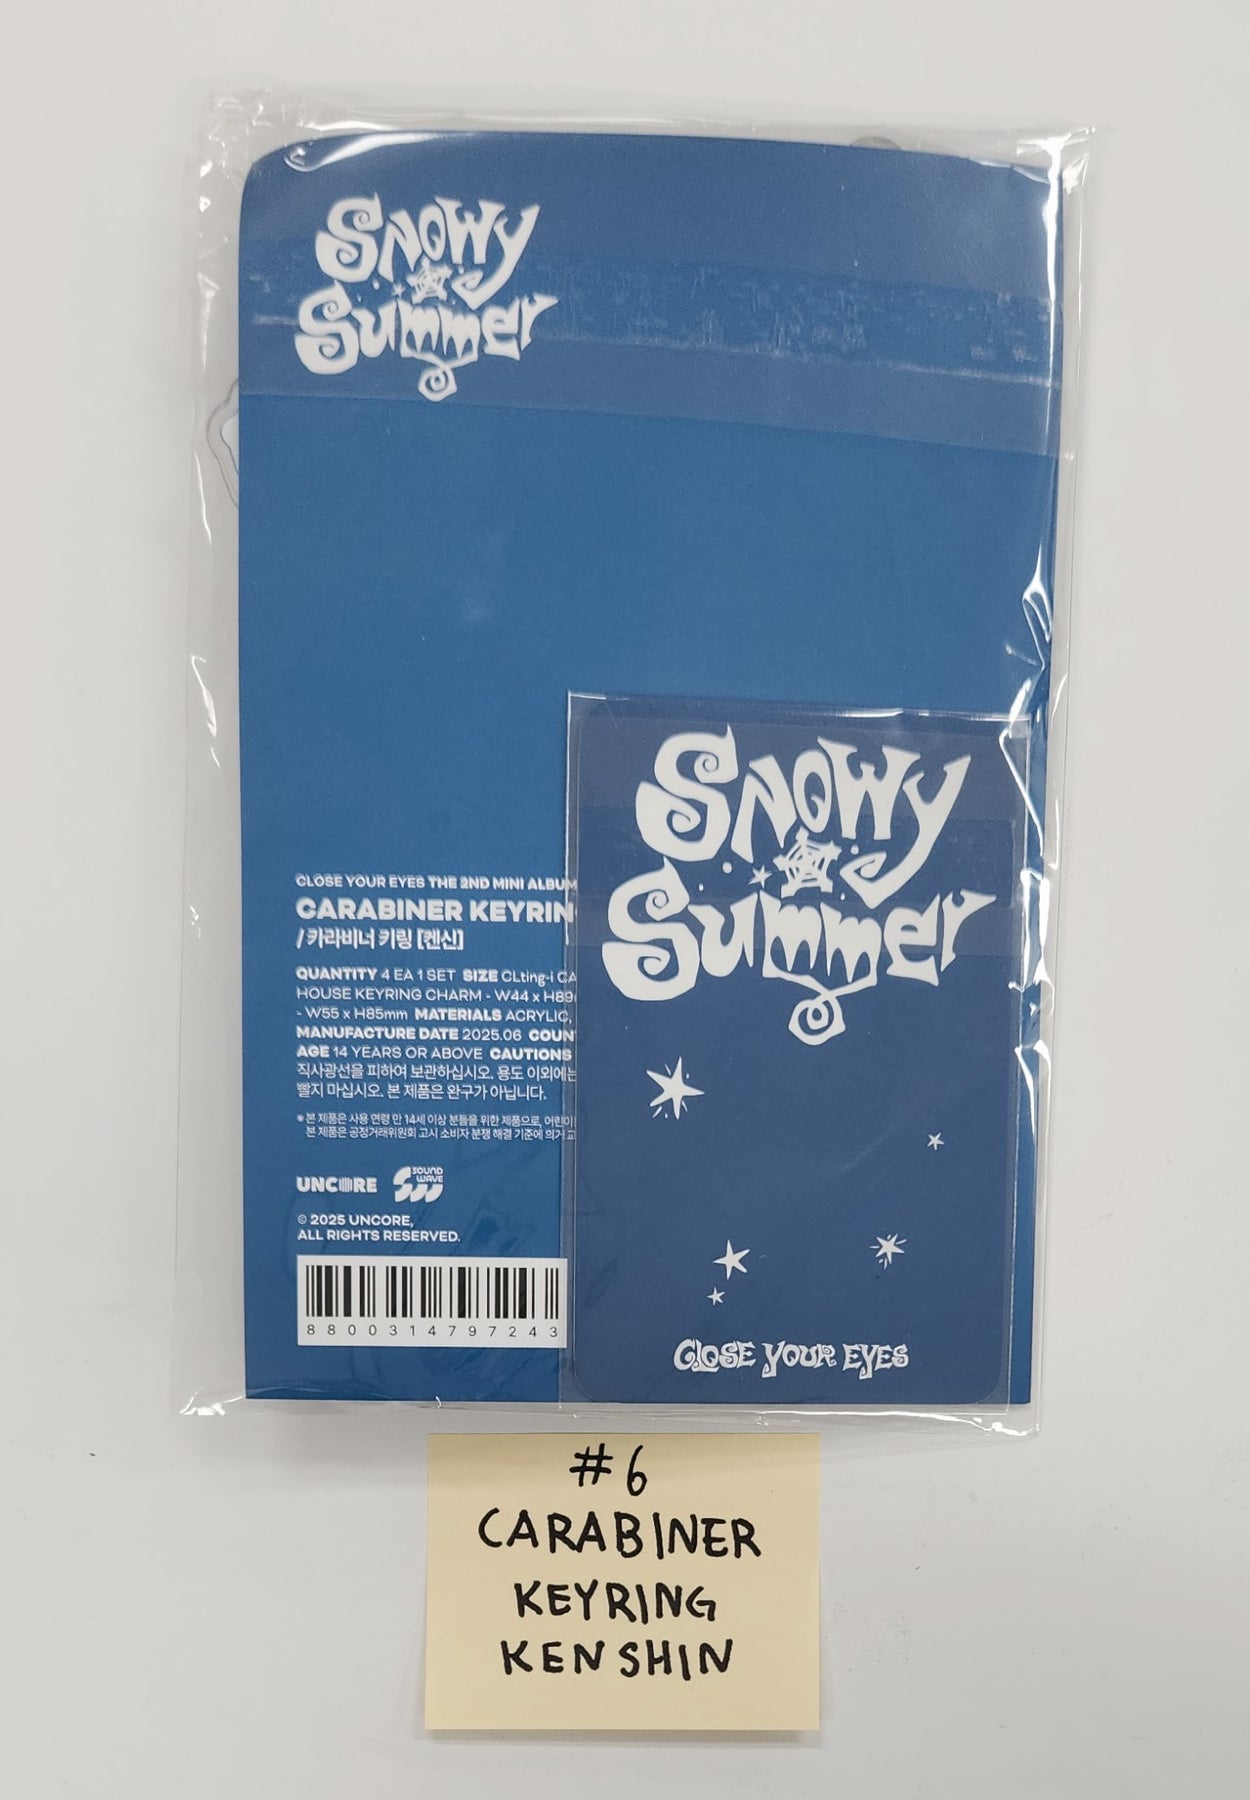 Snowy
Summer
CLOSE YOUR EYES THE 2ND MINI ALBUM
CARABINER KEYRING
/ 카라비너 키링 [켄신]
QUANTITY 4 EA 1 SET SIZE CLting-i CA
HOUSE KEYRING CHARM - W44 x H89
- W55 x H85mm MATERIALS ACRYLIC,
MANUFACTURE DATE 2025.06 COUN
AGE 14 YEARS OR ABOVE CAUTIONS
직사광선을 피하여 보관하십시오. 용도 이외에는
빨지 마십시오. 본 제품은 완구가 아닙니다.
* 본 제품은 사용 연령 만 14세 이상 분들을 위한 제품으로, 어린이
본 제품은 공정거래위원회 고시 소비자 분쟁 해결 기준에 의거 교
UNCORE SOUND WAVE
© 2025 UNCORE,
ALL RIGHTS RESERVED.
8800314797243
Snowy
Summer
CLOSE YOUR EYES
#6
CARABINER
KEYRING
KENSHIN